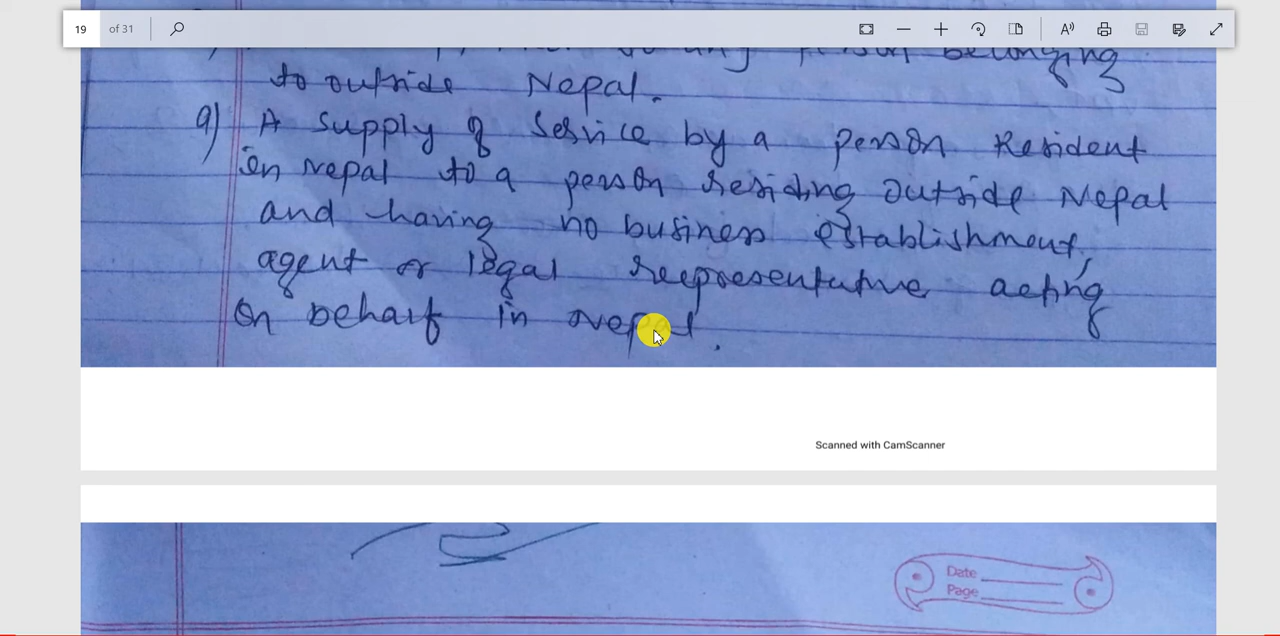 19 of 31
person belonging
to outside Nepal.
9) A supply of service by a person Resident
in nepal to a person residing outside Nepal
and having no business establishment,
agent or legal representative acting
on behalf in Nepal.
Scanned with CamScanner
Date
Page